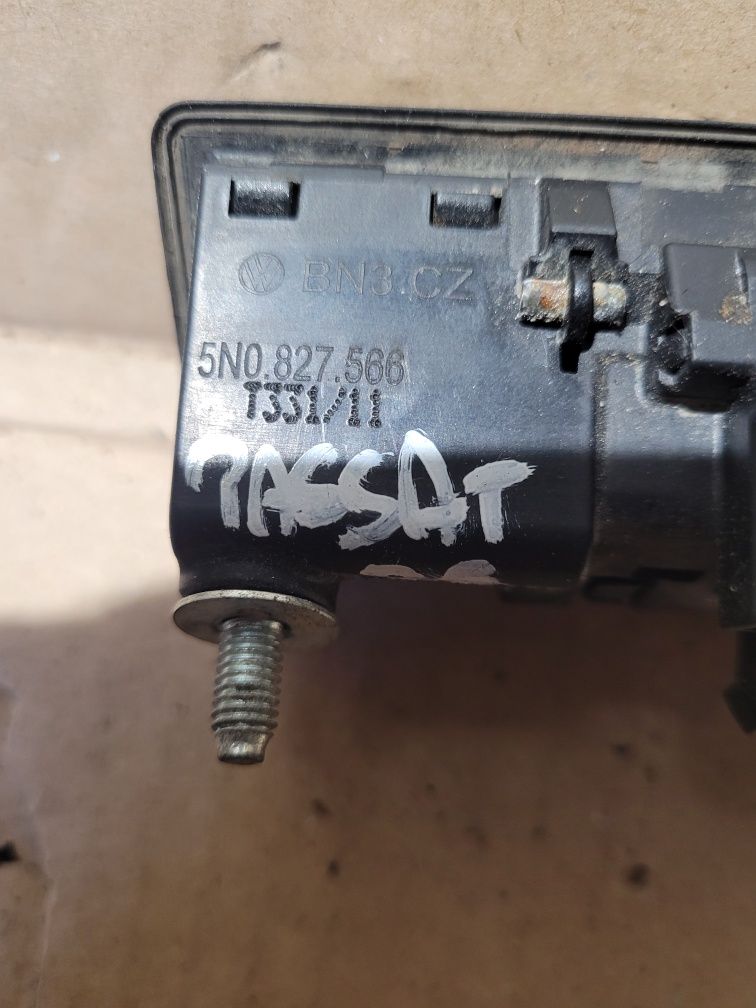 BN3.CZ
5N0.827.566
T331/11
PASSAT